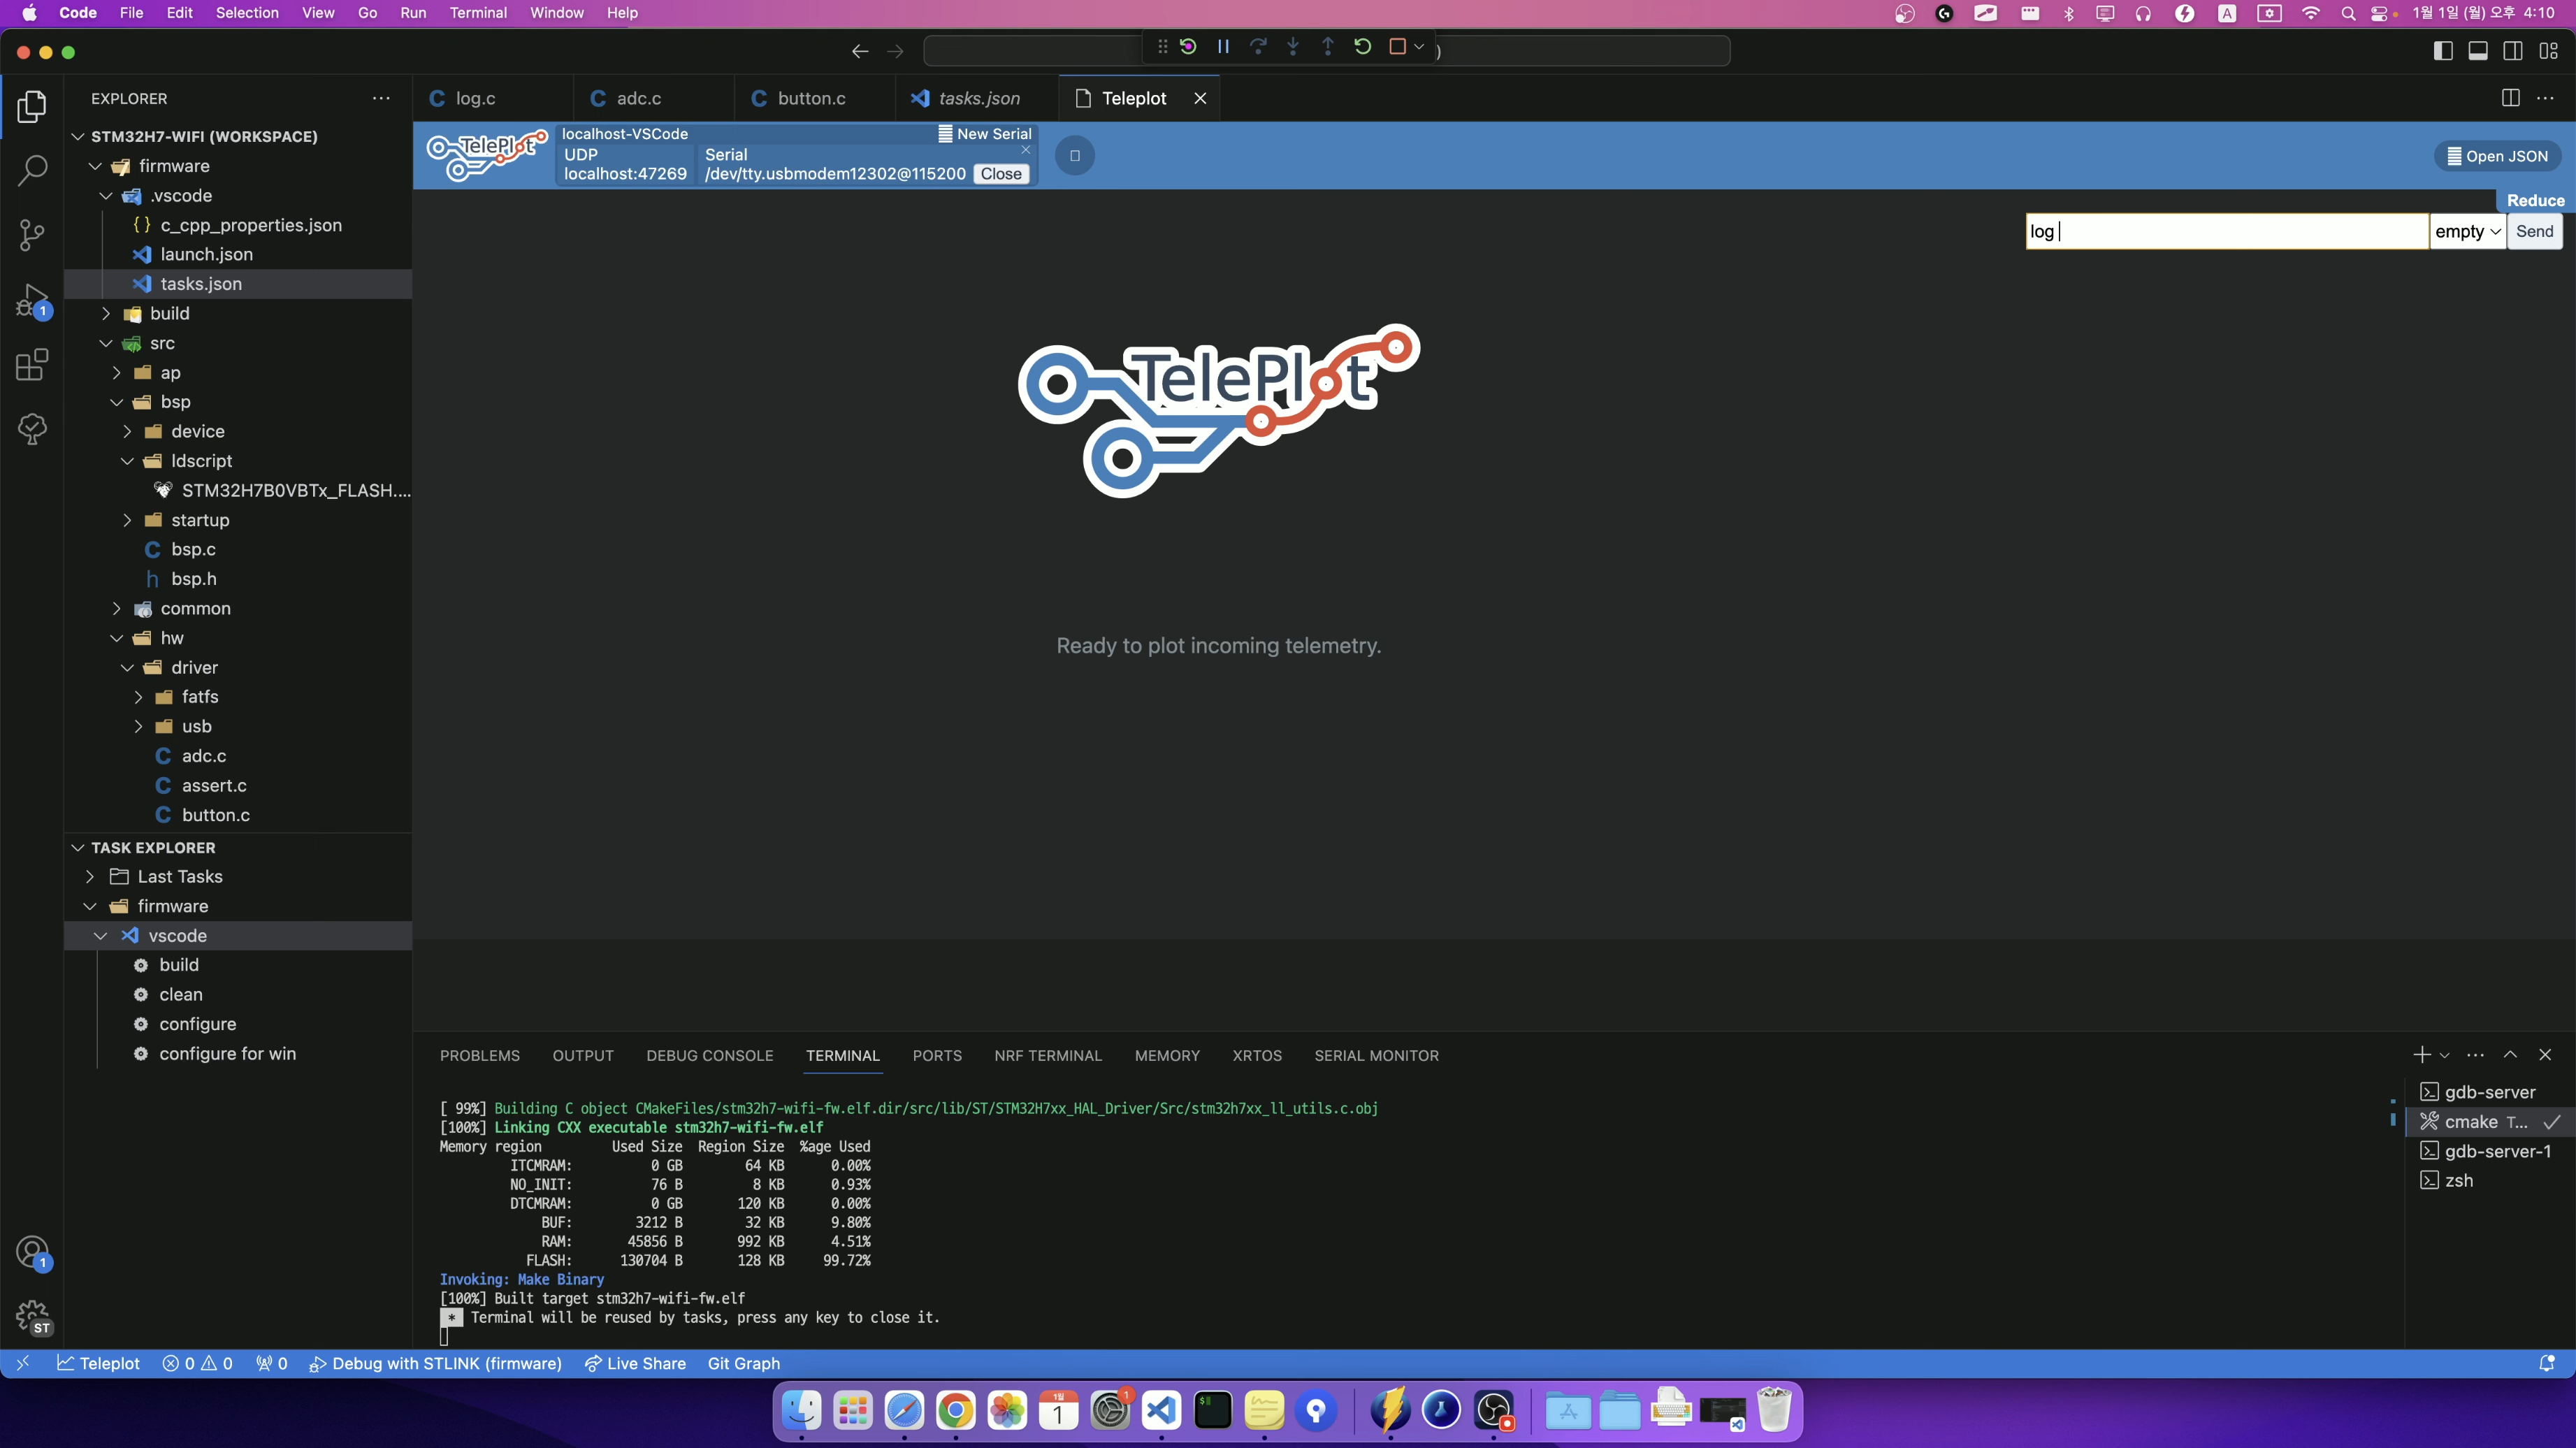 Code File Edit Selection View Go Run Terminal Window Help
A
1월 1일 (월) 오후 4:10
)
EXPLORER
log.c
adc.c
button.c
tasks.json
Teleplot
STM32H7-WIFI (WORKSPACE)
firmware
.vscode
c_cpp_properties.json
launch.json
tasks.json
build
src
ap
bsp
device
ldscript
STM32H7B0VBTx_FLASH....
startup
bsp.c
bsp.h
common
hw
driver
fatfs
usb
adc.c
assert.c
button.c
TASK EXPLORER
Last Tasks
firmware
vscode
build
clean
configure
configure for win
1
1
ST
TelePlot
localhost-VSCode
New Serial
UDP
localhost:47269
Serial
/dev/tty.usbmodem12302@115200 Close
Open JSON
Reduce
log
empty
Send
TelePlot
Ready to plot incoming telemetry.
PROBLEMS OUTPUT DEBUG CONSOLE TERMINAL PORTS NRF TERMINAL MEMORY XRTOS SERIAL MONITOR
[ 99%] Building C object CMakeFiles/stm32h7-wifi-fw.elf.dir/src/lib/ST/STM32H7xx_HAL_Driver/Src/stm32h7xx_ll_utils.c.obj
[100%] Linking CXX executable stm32h7-wifi-fw.elf
Memory region Used Size Region Size %age Used
ITCMRAM: 0 GB 64 KB 0.00%
NO_INIT: 76 B 8 KB 0.93%
DTCMRAM: 0 GB 120 KB 0.00%
BUF: 3212 B 32 KB 9.80%
RAM: 45856 B 992 KB 4.51%
FLASH: 130704 B 128 KB 99.72%
Invoking: Make Binary
[100%] Built target stm32h7-wifi-fw.elf
* Terminal will be reused by tasks, press any key to close it.
gdb-server
cmake T...
gdb-server-1
zsh
Teleplot 0 0 0 Debug with STLINK (firmware) Live Share Git Graph
1월
1
1